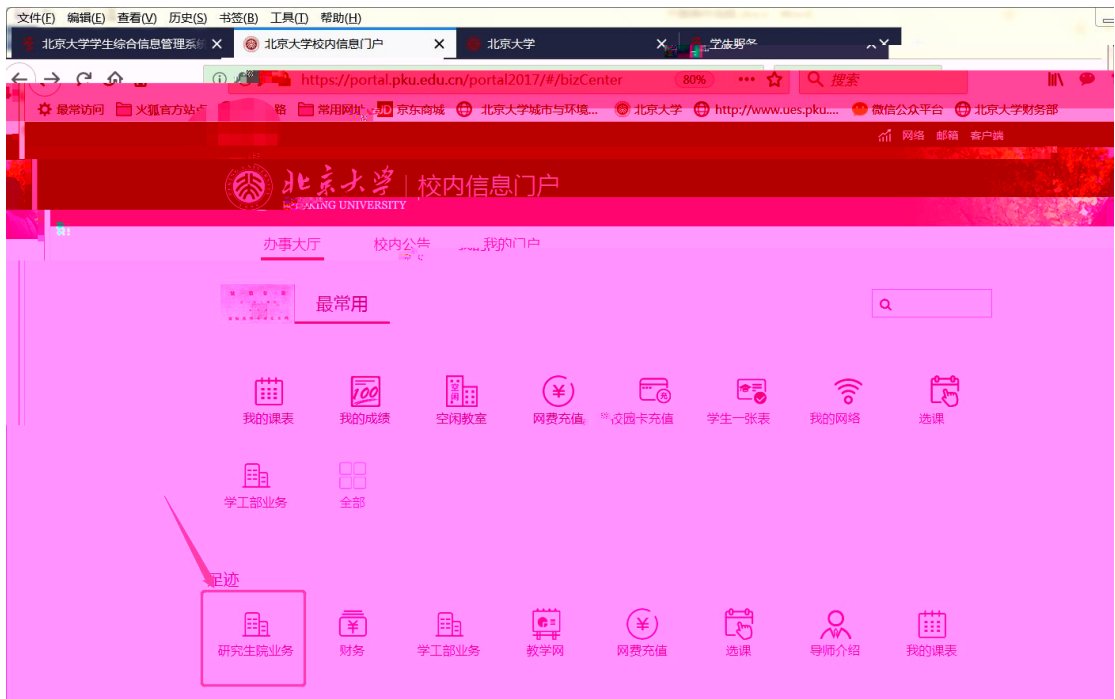 文件(F) 编辑(E) 查看(V) 历史(S) 书签(B) 工具(T) 帮助(H)
北京大学学生综合信息管理系统 北京大学校内信息门户 北京大学
https://portal.pku.edu.cn/portal2017/#/bizCenter 80% 搜索
最常访问 火狐官方站点 常用网址 JD 京东商城 北京大学城市与环境... 北京大学 http://www.ues.pku.... 微信公众平台 北京大学财务部
网络 邮箱 客户端
北京大学 校内信息门户
PEKING UNIVERSITY
办事大厅 校内公告 我的门户
最常用
我的课表 我的成绩 空闲教室 网费充值 校园卡充值 学生一张表 我的网络 选课
学工部业务 全部
足迹
研究生院业务 财务 学工部业务 教学网 网费充值 选课 导师介绍 我的课表